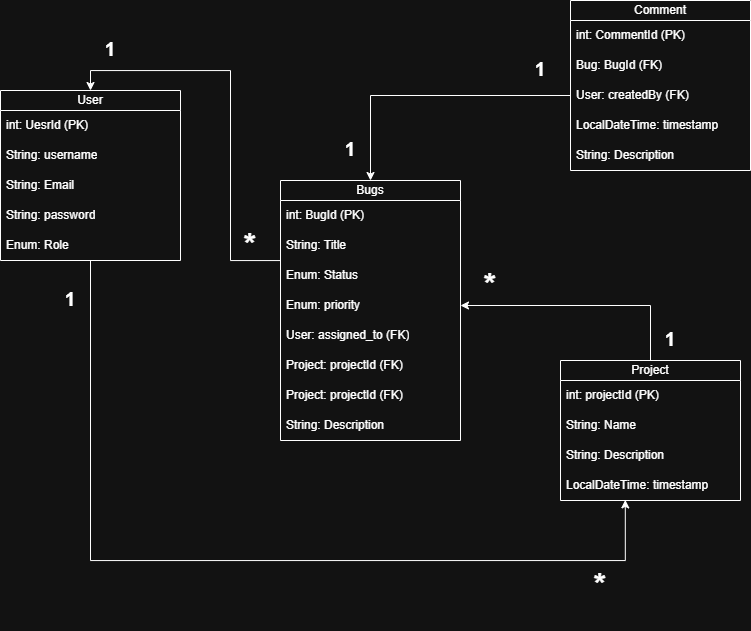 Comment
int: CommentId (PK)
Bug: BugId (FK)
User: createdBy (FK)
LocalDateTime: timestamp
String: Description
1
1
1
User
int: UesrId (PK)
String: username
String: Email
String: password
Enum: Role
1
*
Bugs
int: BugId (PK)
String: Title
Enum: Status
Enum: priority
User: assigned_to (FK)
Project: projectId (FK)
Project: projectId (FK)
String: Description
*
1
Project
int: projectId (PK)
String: Name
String: Description
LocalDateTime: timestamp
*